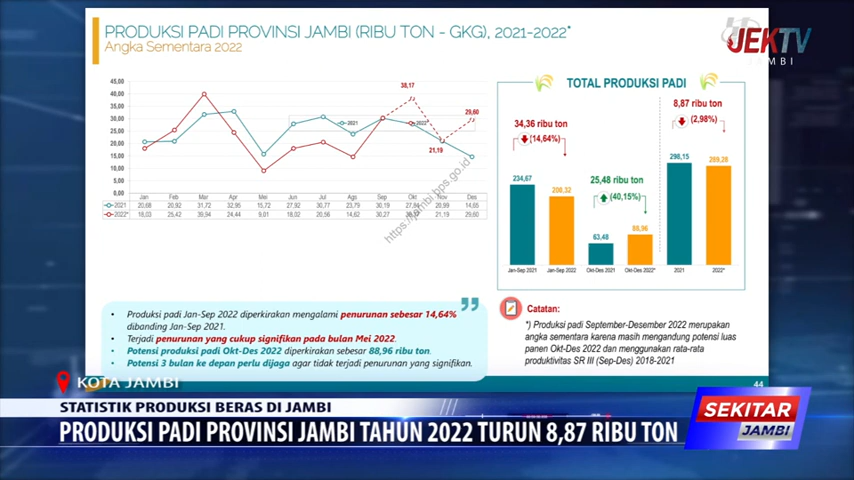 PRODUKSI PADI PROVINSI JAMBI (RIBU TON - GKG), 2021-2022*
Angka Sementara 2022
JEKTV
JAMBI
45,00
40,00
35,00
30,00
25,00
20,00
15,00
10,00
5,00
0,00
38,17
29,60
21,19
2021
2022*
Jan Feb Mar Apr Mei Jun Jul Ags Sep Okt Nov Des
2021 20,68 20,92 31,72 32,95 15,72 27,92 30,77 23,79 30,19 27,84 20,99 14,65
2022* 18,03 25,42 39,94 24,44 9,01 18,02 20,56 14,62 30,27 38,17 21,19 29,60
https://jambi.bps.go.id
TOTAL PRODUKSI PADI
34,36 ribu ton
(14,64%)
25,48 ribu ton
(40,15%)
8,87 ribu ton
(2,98%)
234,67
200,32
63,48
88,96
298,15
289,28
Jan-Sep 2021 Jan-Sep 2022 Okt-Des 2021 Okt-Des 2022* 2021 2022*
• Produksi padi Jan-Sep 2022 diperkirakan mengalami penurunan sebesar 14,64%
dibanding Jan-Sep 2021.
• Terjadi penurunan yang cukup signifikan pada bulan Mei 2022.
• Potensi produksi padi Okt-Des 2022 diperkirakan sebesar 88,96 ribu ton.
• Potensi 3 bulan ke depan perlu dijaga agar tidak terjadi penurunan yang signifikan.
Catatan:
*) Produksi padi September-Desember 2022 merupakan
angka sementara karena masih mengandung potensi luas
panen Okt-Des 2022 dan menggunakan rata-rata
produktivitas SR III (Sep-Des) 2018-2021
44
KOTA JAMBI
STATISTIK PRODUKSI BERAS DI JAMBI
PRODUKSI PADI PROVINSI JAMBI TAHUN 2022 TURUN 8,87 RIBU TON
SEKITAR
JAMBI